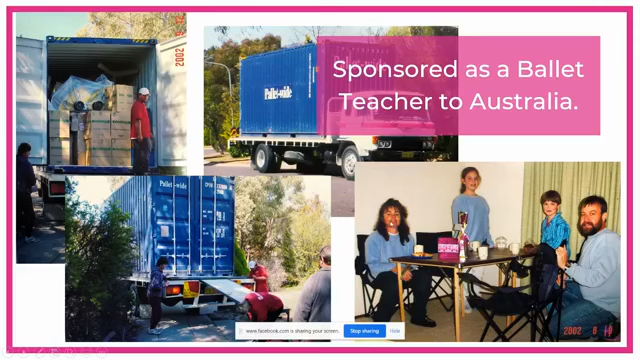 Sponsored as a Ballet
Teacher to Australia.
2002
Pallet-wide
Pallet-wide
2002 6
www.facebook.com is sharing your screen.
Stop sharing
Hide